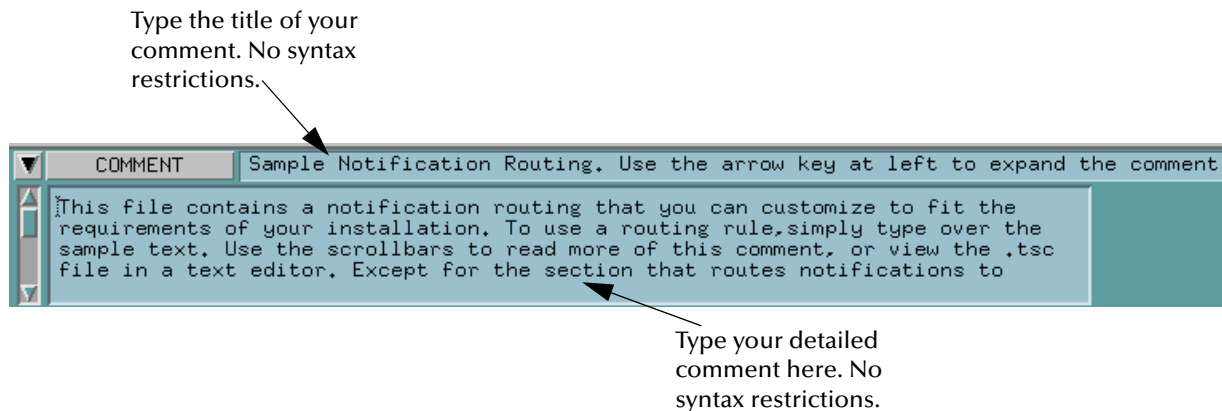 Type the title of your
comment. No syntax
restrictions.
COMMENT
Sample Notification Routing. Use the arrow key at left to expand the comment
This file contains a notification routing that you can customize to fit the
requirements of your installation. To use a routing rule,simply type over the
sample text. Use the scrollbars to read more of this comment, or view the .tsc
file in a text editor. Except for the section that routes notifications to
Type your detailed
comment here. No
syntax restrictions.